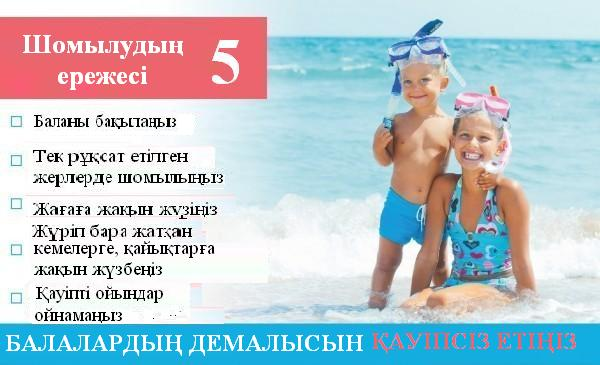 Шомылудың
ережесі
5
Баланы бақылаңыз
Тек рұқсат етілген
жерлерде шомылыңыз
Жағаға жақын жүзіңіз
Жүріп бара жатқан
кемелерге, қайықтарға
жақын жүзбеңіз
Қауіпті ойындар
ойнамаңыз
БАЛАЛАРДЫҢ ДЕМАЛЫСЫН ҚАУІПСІЗ ЕТІҢІЗ